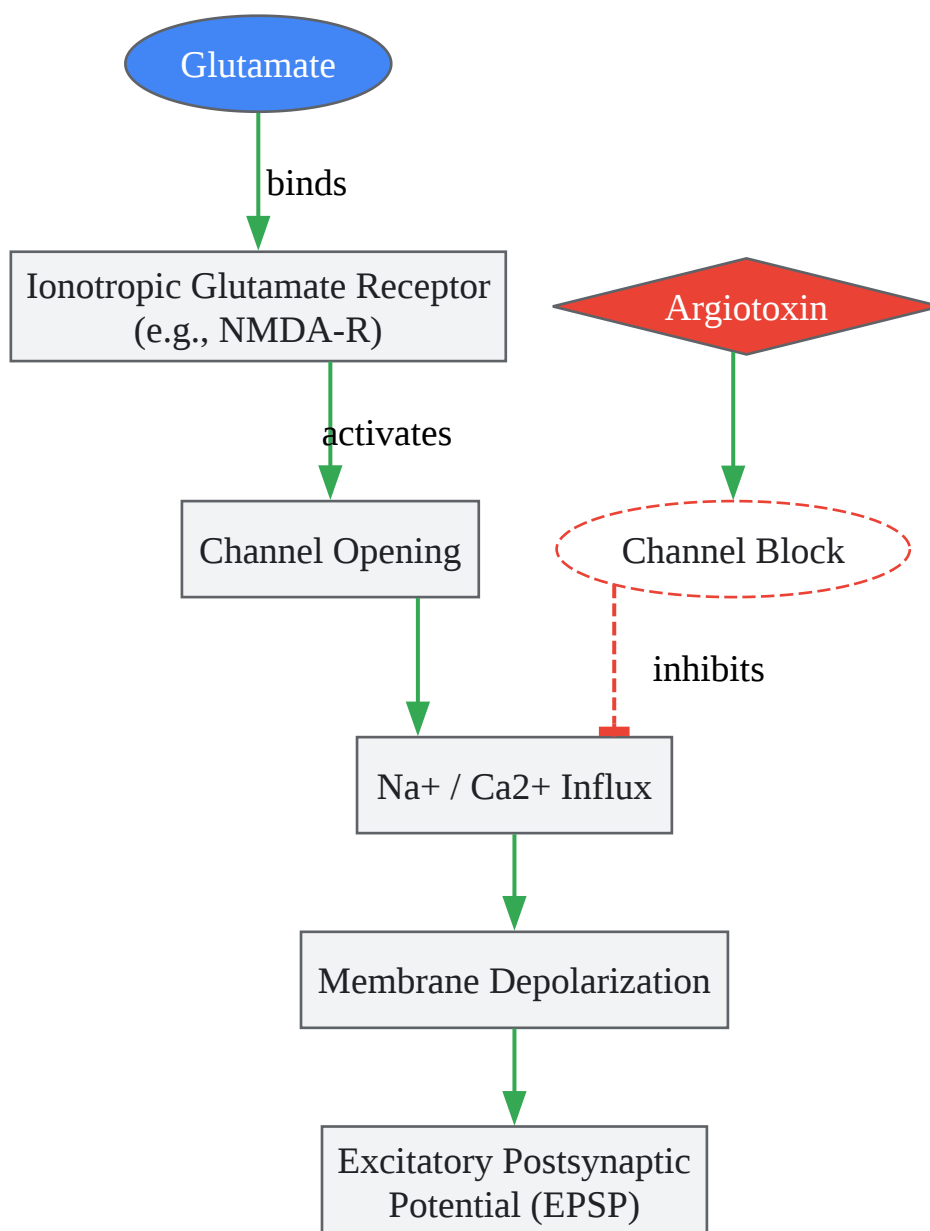 Glutamate
binds
Ionotropic Glutamate Receptor
(e.g., NMDA-R)
Argiotoxin
activates
Channel Opening
Channel Block
inhibits
Na+ / Ca2+ Influx
Membrane Depolarization
Excitatory Postsynaptic
Potential (EPSP)